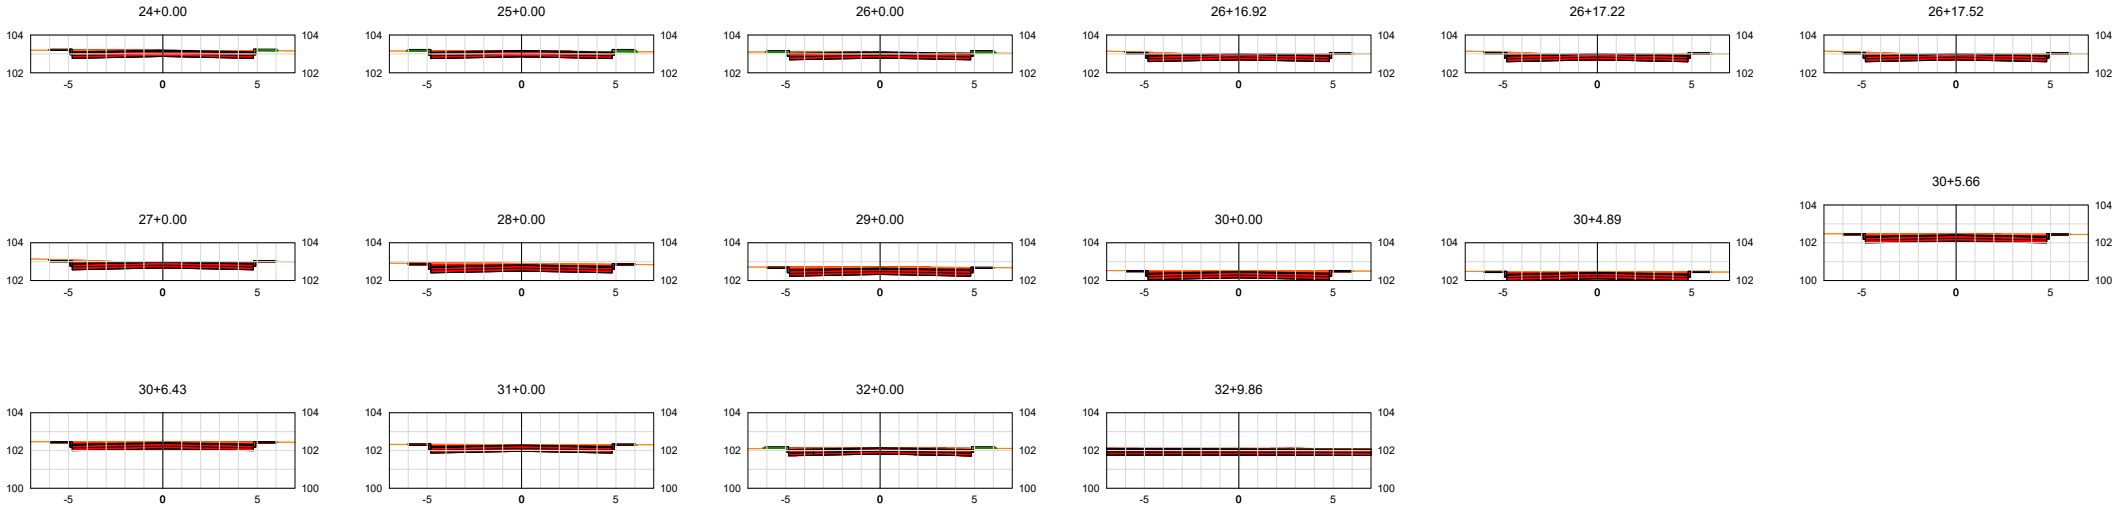 24+0.00 25+0.00 26+0.00 26+16.92 26+17.22 26+17.52
104 104 104 104 104 104 104 104 104 104 104 104
102 102 102 102 102 102 102 102 102 102 102 102
-5 0 5 -5 0 5 -5 0 5 -5 0 5 -5 0 5 -5 0 5
30+5.66
104 104
27+0.00 28+0.00 29+0.00 30+0.00 30+4.89
104 104 104 104 104 104 104 104 104 104 102 102
102 102 102 102 102 102 102 102 102 102 100 100
-5 0 5 -5 0 5 -5 0 5 -5 0 5 -5 0 5 -5 0 5
30+6.43 31+0.00 32+0.00 32+9.86
104 104 104 104 104 104 104 104
102 102 102 102 102 102 102 102
100 100 100 100 100 100 100 100
-5 0 5 -5 0 5 -5 0 5 -5 0 5